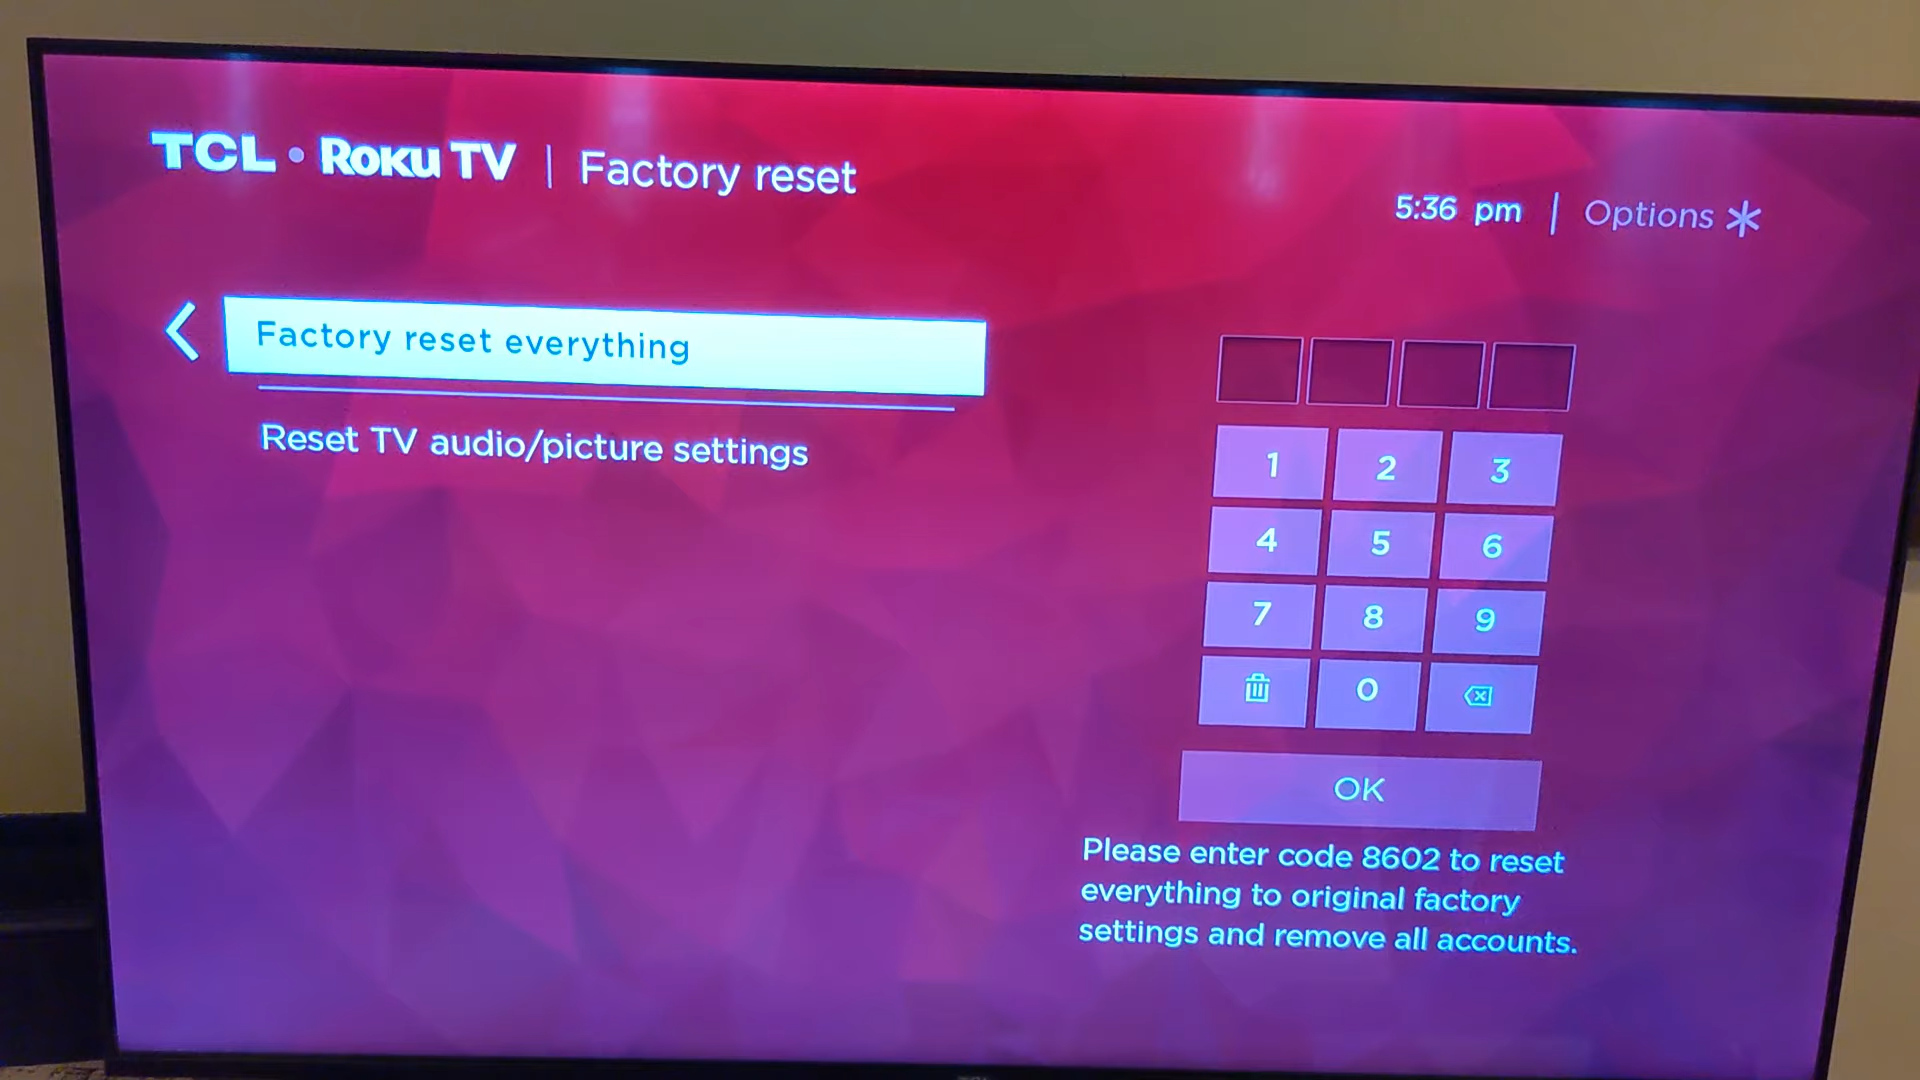 TCL • Roku TV | Factory reset
5:36 pm | Options *
Factory reset everything
Reset TV audio/picture settings
1 2 3
4 5 6
7 8 9
0
OK
Please enter code 8602 to reset
everything to original factory
settings and remove all accounts.